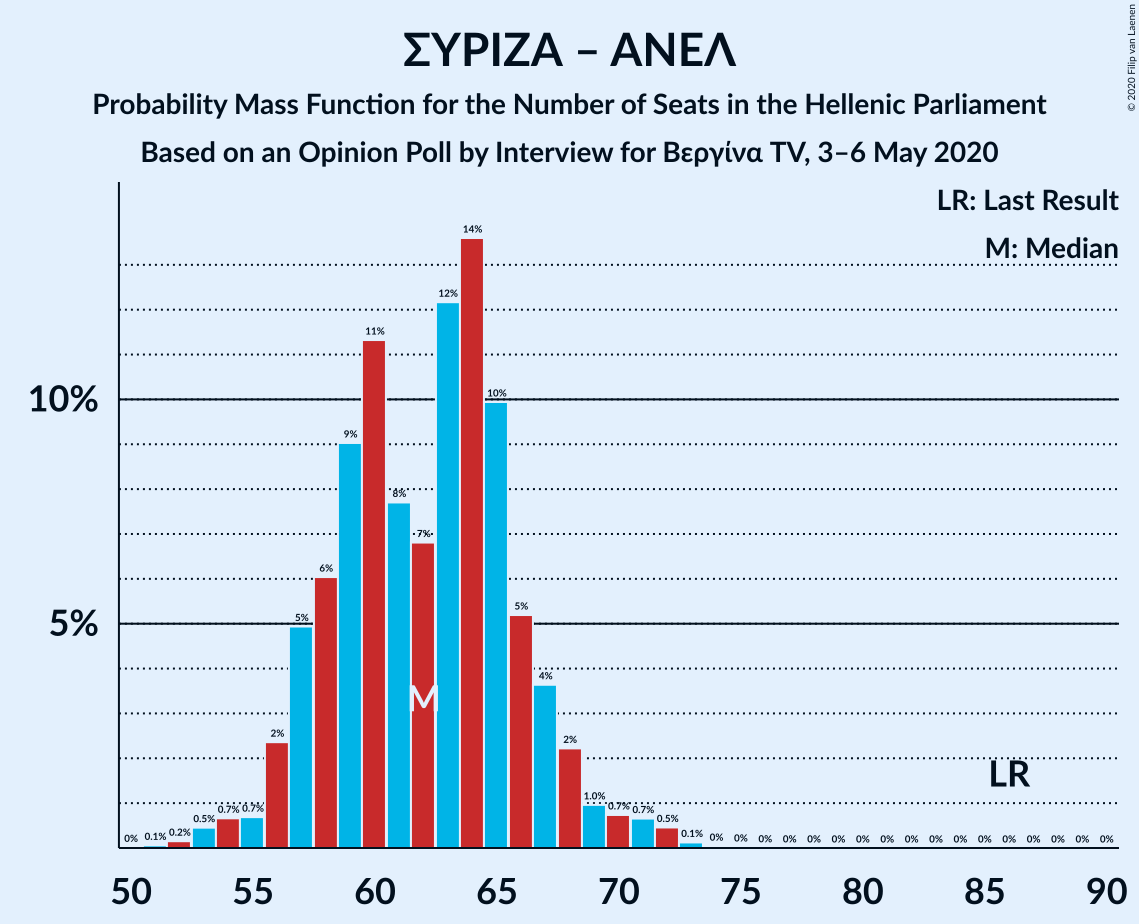 ΣΥΡΙΖΑ – ΑΝΕΛ
Probability Mass Function for the Number of Seats in the Hellenic Parliament
Based on an Opinion Poll by Interview for Βεργίνα TV, 3–6 May 2020
© 2020 Filip van Laenen
LR: Last Result
M: Median
14%
12%
11%
10%
10%
9%
8%
7%
6%
5%
5%
5%
4%
M
2%
2%
LR
0% 0.1% 0.2% 0.5% 0.7% 0.7% 1.0% 0.7% 0.7% 0.5% 0.1% 0% 0% 0% 0% 0% 0% 0% 0% 0% 0% 0% 0% 0% 0% 0% 0% 0%
50 55 60 65 70 75 80 85 90